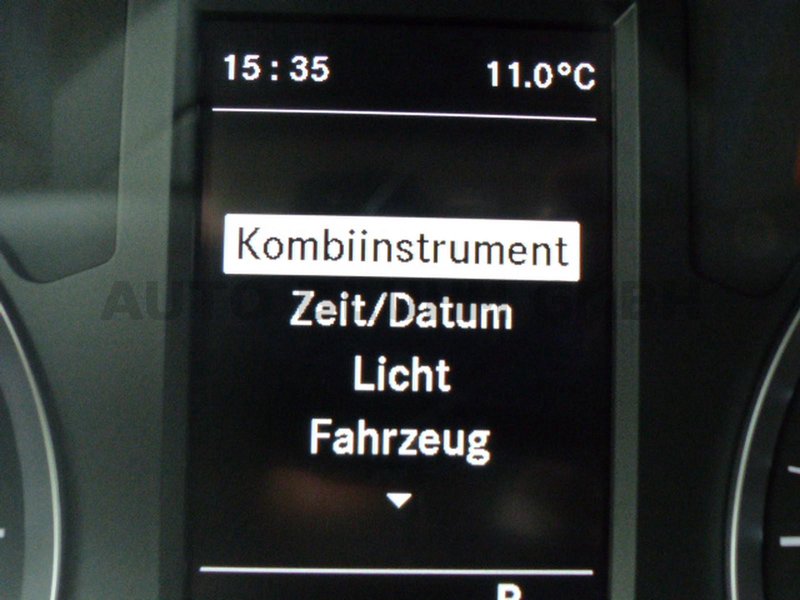 15:35 11.0°C
Kombiinstrument
Zeit/Datum
Licht
Fahrzeug